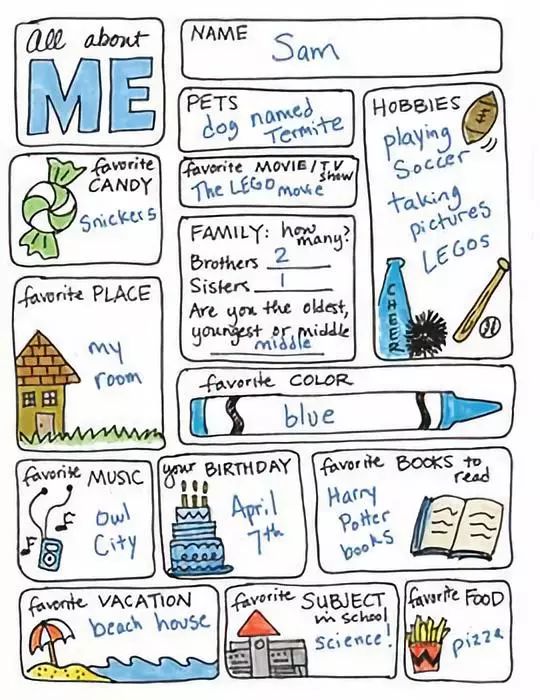 All about
ME
NAME
Sam
PETS
dog named
Termite
HOBBIES
playing
Soccer
taking
pictures
LEGOs
CHEER
favorite
CANDY
Snickers
favorite MOVIE/TV
show
The LEGO movie
FAMILY: how
many?
Brothers 2
Sisters 1
Are you the oldest,
youngest or middle
middle
favorite PLACE
my
room
favorite COLOR
blue
favorite MUSIC
Owl
City
your BIRTHDAY
April
7th
favorite BOOKS to
read
Harry
Potter
books
favorite VACATION
beach house
favorite SUBJECT
in school
science!
favorite FOOD
pizza